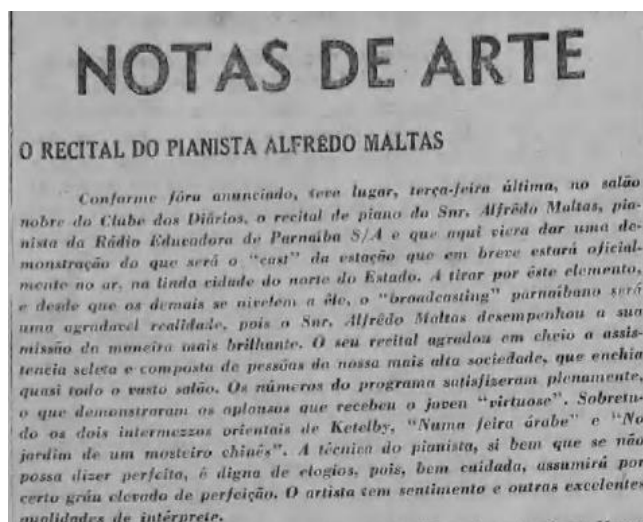 NOTAS DE ARTE
O RECITAL DO PIANISTA ALFRÊDO MALTAS
Conforme fôra anunciado, teve lugar, terça-feira última, no salão
nobre do Clube dos Diários, o recital de piano do Snr. Alfrêdo Maltas, pia-
nista da Rádio Educadora de Parnaíba S/A e que aqui viera dar uma de-
monstração do que será o "cast" da estação que em breve estará oficial-
mente no ar, na linda cidade do norte do Estado. A tirar por êste elemento,
e desde que os demais se nivelem a êle, o "broadcasting" parnaibano será
uma agradavel realidade, pois o Snr. Alfrêdo Maltas desempenhou a sua
missão da maneira mais brilhante. O seu recital agradou em cheio a assis-
tencia seleta e composta de pessôas da nossa mais alta sociedade, que enchia
quasi todo o vasto salão. Os números do programa satisfizeram plenamente,
o que demonstraram os aplausos que recebeu o joven "virtuose". Sobretu-
do os dois intermezzos orientais de Ketelby, "Numa feira árabe" e "No
jardim de um mosteiro chinês". A técnica do pianista, si bem que se não
possa dizer perfeita, é digna de elogios, pois, bem cuidada, assumirá por
certo gráu elevado de perfeição. O artista tem sentimento e outras excelentes
qualidades de intérprete.